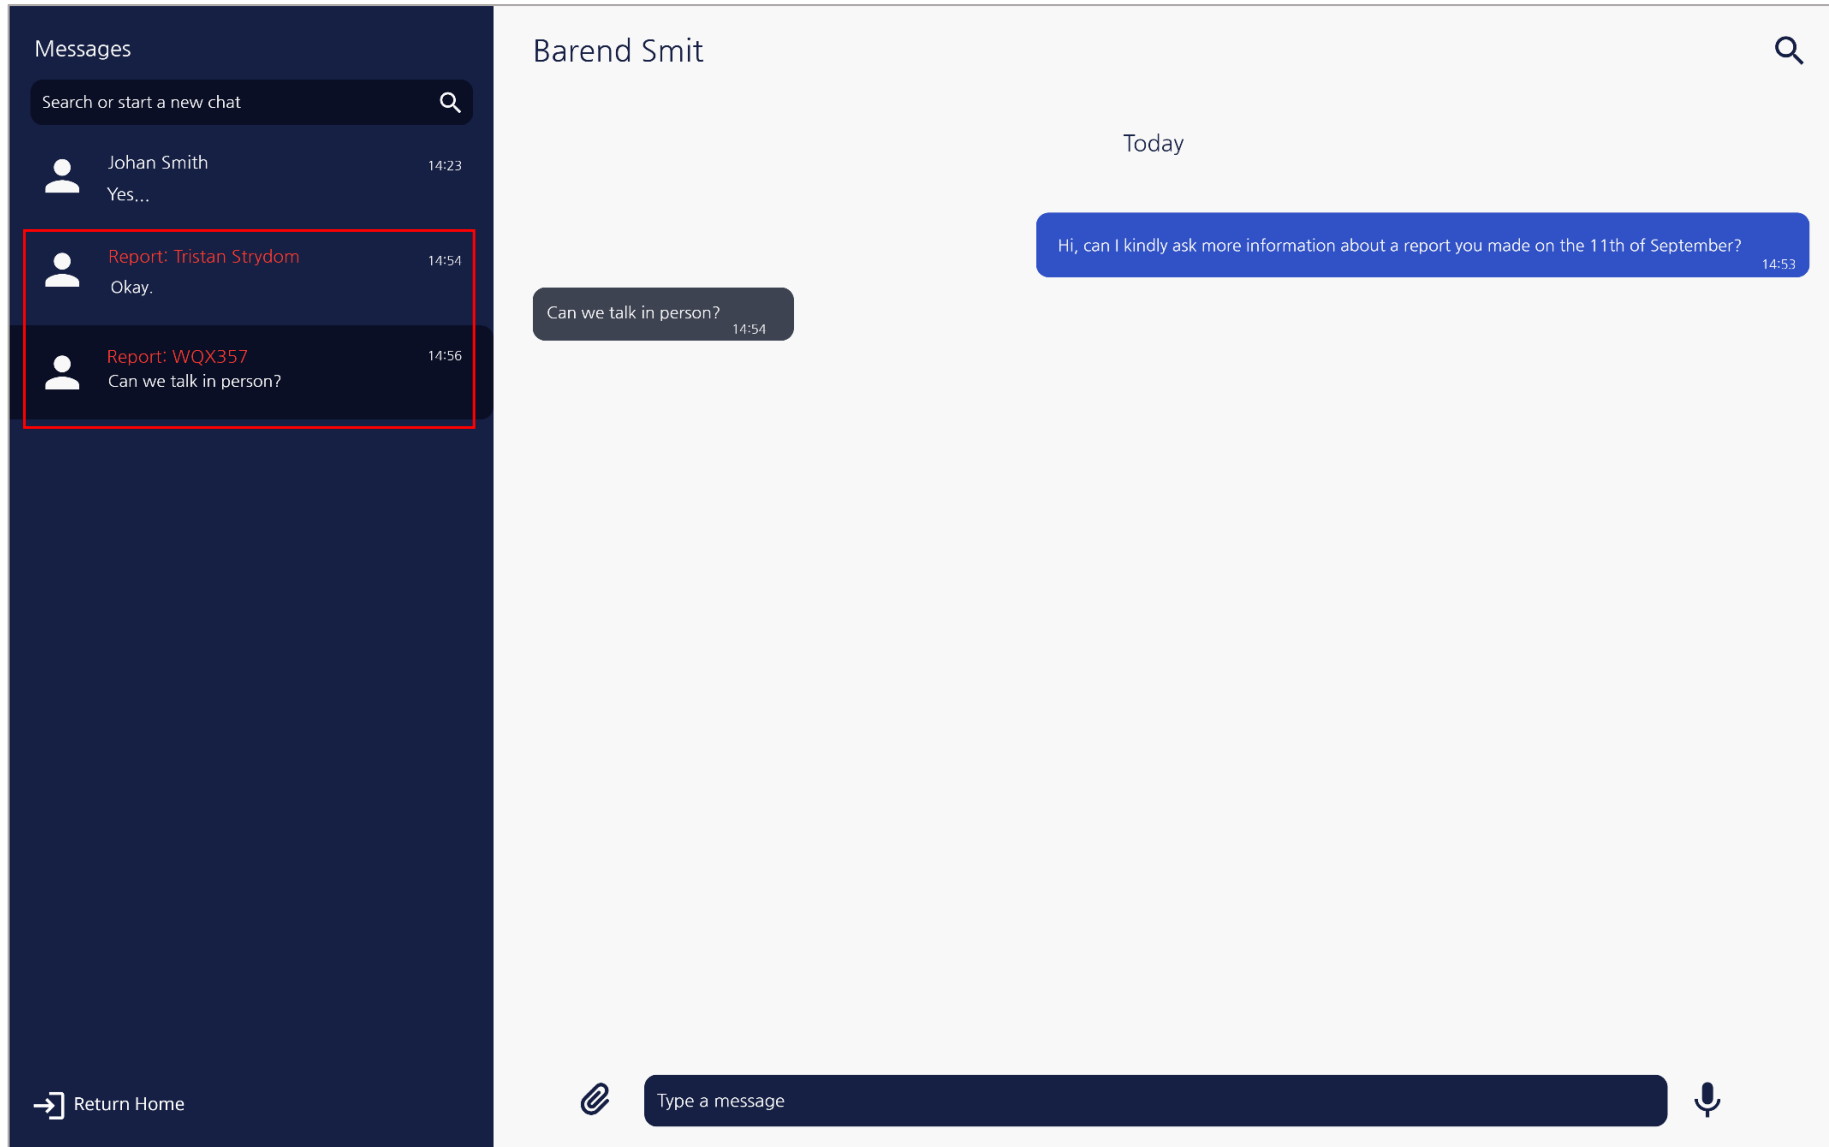 Messages
Search or start a new chat
Johan Smith
14:23
Yes...
Report: Tristan Strydom
14:54
Okay.
Report: WQX357
14:56
Can we talk in person?
Return Home
Barend Smit
Today
Hi, can I kindly ask more information about a report you made on the 11th of September?
14:53
Can we talk in person?
14:54
Type a message